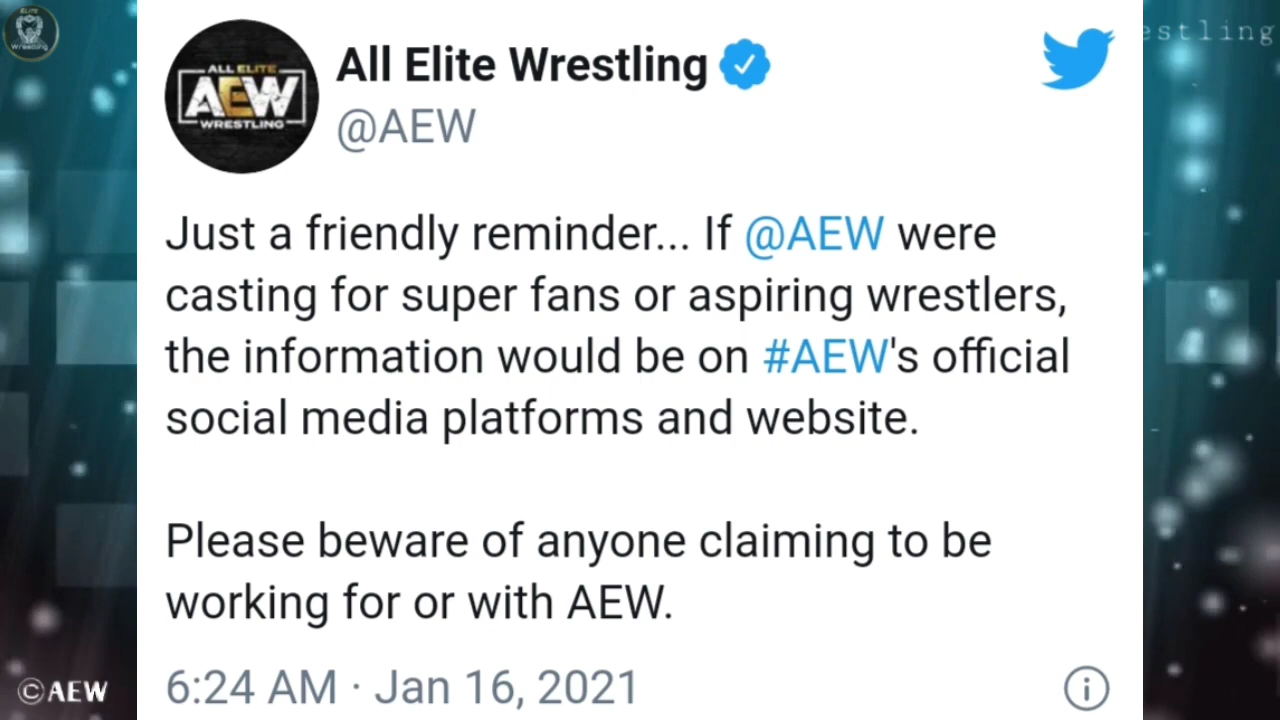 ELITE
Wrestling
estling
ALL ELITE
AEW
WRESTLING
All Elite Wrestling
@AEW
Just a friendly reminder... If @AEW were
casting for super fans or aspiring wrestlers,
the information would be on #AEW's official
social media platforms and website.
Please beware of anyone claiming to be
working for or with AEW.
6:24 AM · Jan 16, 2021
©AEW